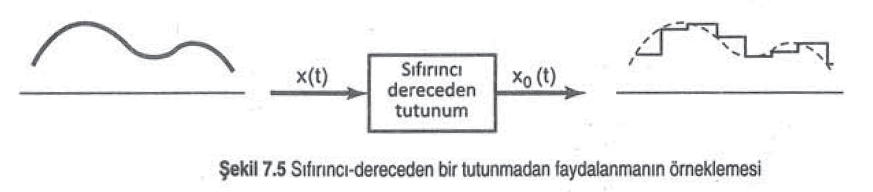 x(t)
Sıfırıncı
dereceden
tutunum
x₀ (t)
Şekil 7.5 Sıfırıncı-dereceden bir tutunmadan faydalanmanın örneklemesi